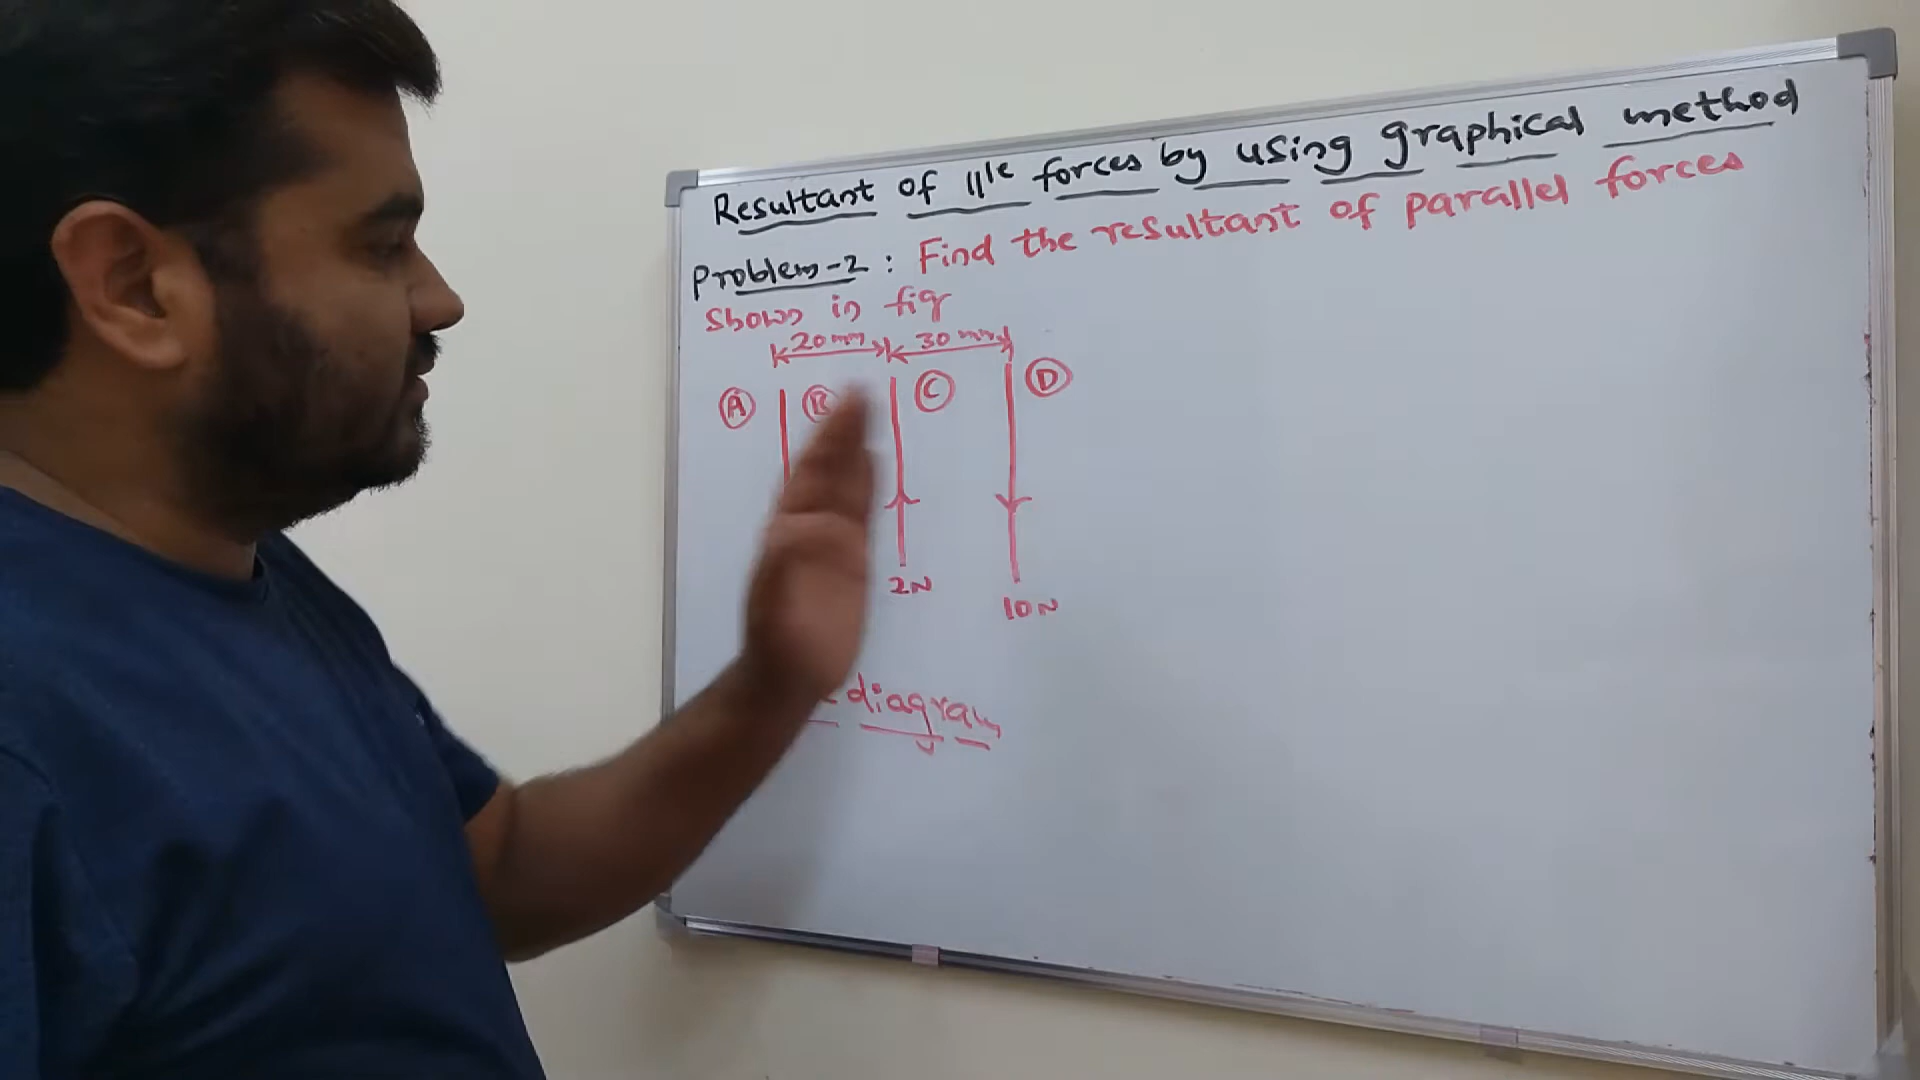 Resultant of ||le forces by using graphical method
Problem-2 : Find the resultant of parallel forces
Shown in fig
20mm 30mm
A B C D
2N
10N
diagram